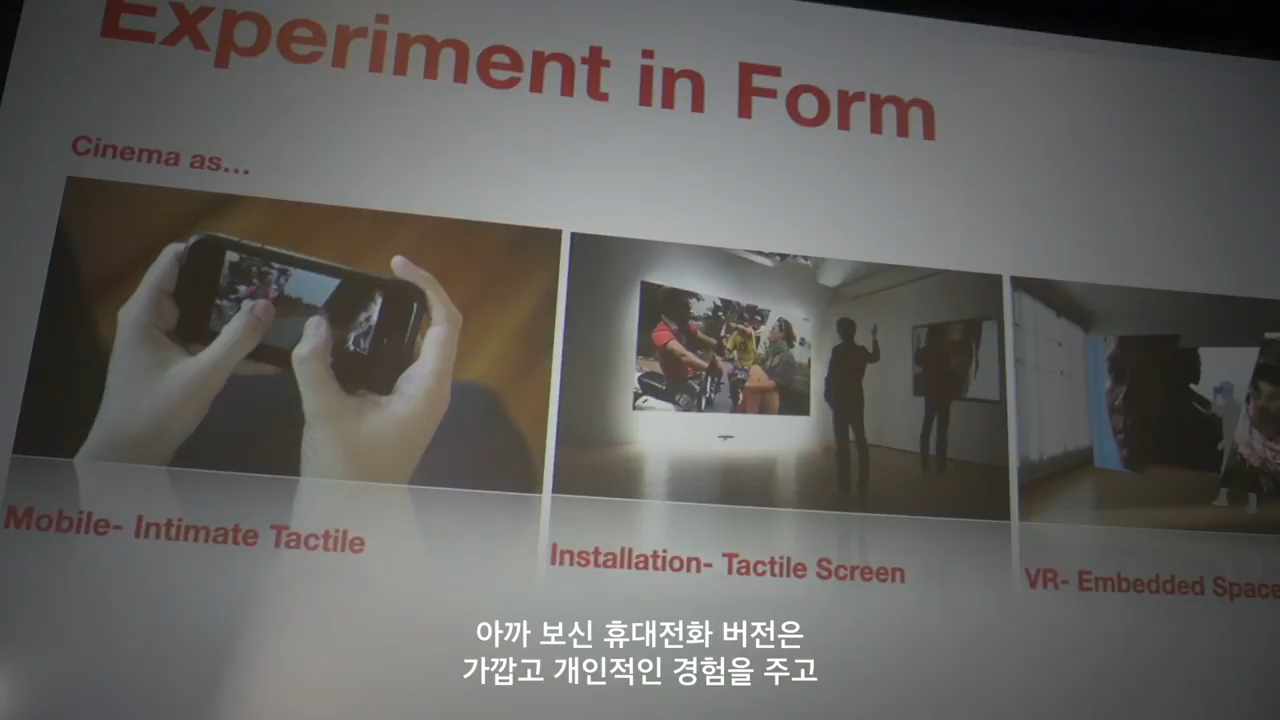 Experiment in Form
Cinema as...
Mobile- Intimate Tactile
Installation- Tactile Screen
VR- Embedded Space
아까 보신 휴대전화 버전은
가깝고 개인적인 경험을 주고